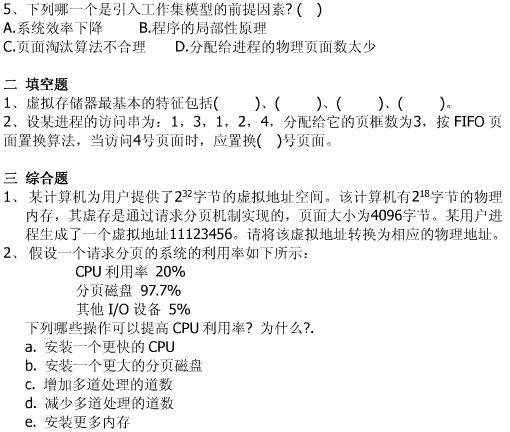 5、下列哪一个是引入工作集模型的前提因素? ( )
A.系统效率下降 B.程序的局部性原理
C.页面淘汰算法不合理 D.分配给进程的物理页面数太少
二 填空题
1、虚拟存储器最基本的特征包括( )、( )、( )、( )。
2、设某进程的访问串为：1，3，1，2，4，分配给它的页框数为3，按 FIFO 页
面置换算法，当访问4号页面时，应置换( )号页面。
三 综合题
1、 某计算机为用户提供了2³²字节的虚拟地址空间。该计算机有2¹⁸字节的物理
内存，其虚存是通过请求分页机制实现的，页面大小为4096字节。某用户进
程生成了一个虚拟地址11123456。请将该虚拟地址转换为相应的物理地址。
2、 假设一个请求分页的系统的利用率如下所示：
CPU 利用率 20%
分页磁盘 97.7%
其他 I/O 设备 5%
下列哪些操作可以提高 CPU 利用率? 为什么?.
a. 安装一个更快的 CPU
b. 安装一个更大的分页磁盘
c. 增加多道处理的道数
d. 减少多道处理的道数
e. 安装更多内存